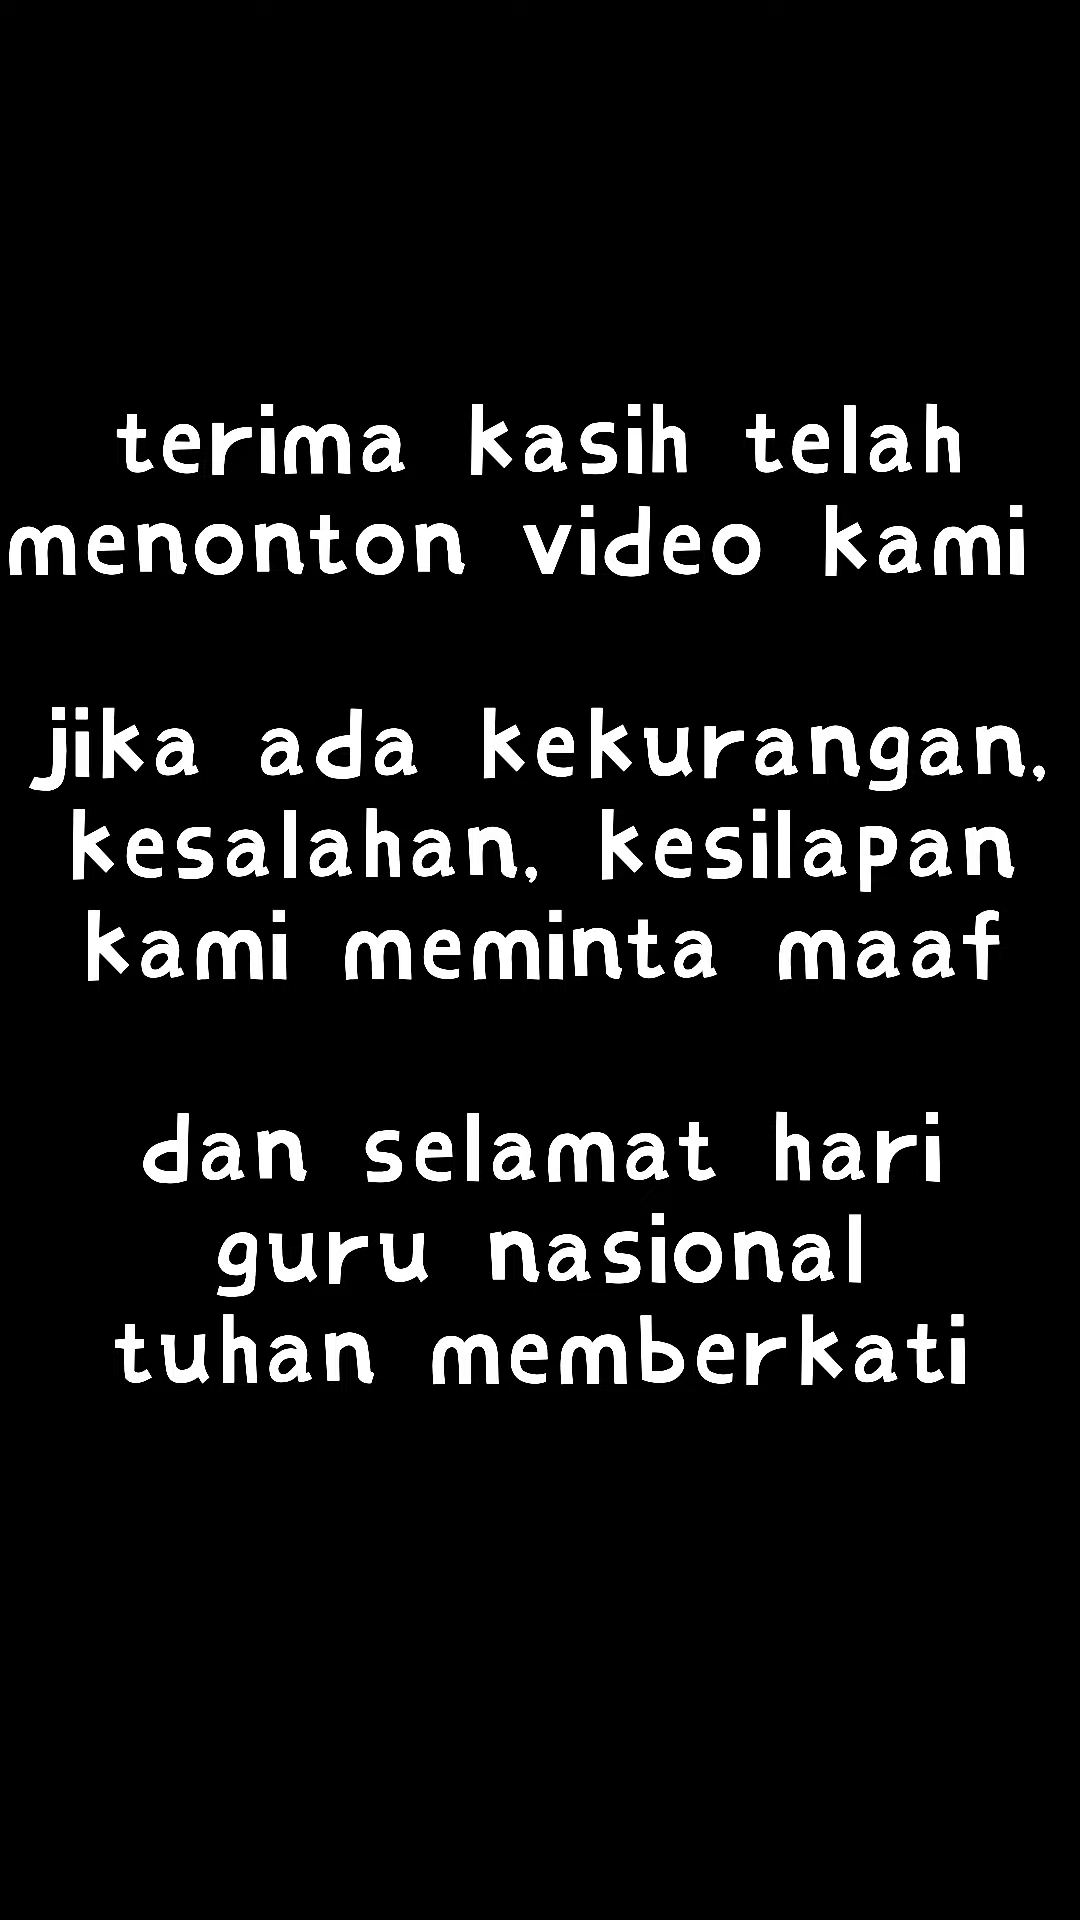 terima kasih telah
menonton video kami
jika ada kekurangan,
kesalahan, kesilapan
kami meminta maaf
dan selamat hari
guru nasional
tuhan memberkati